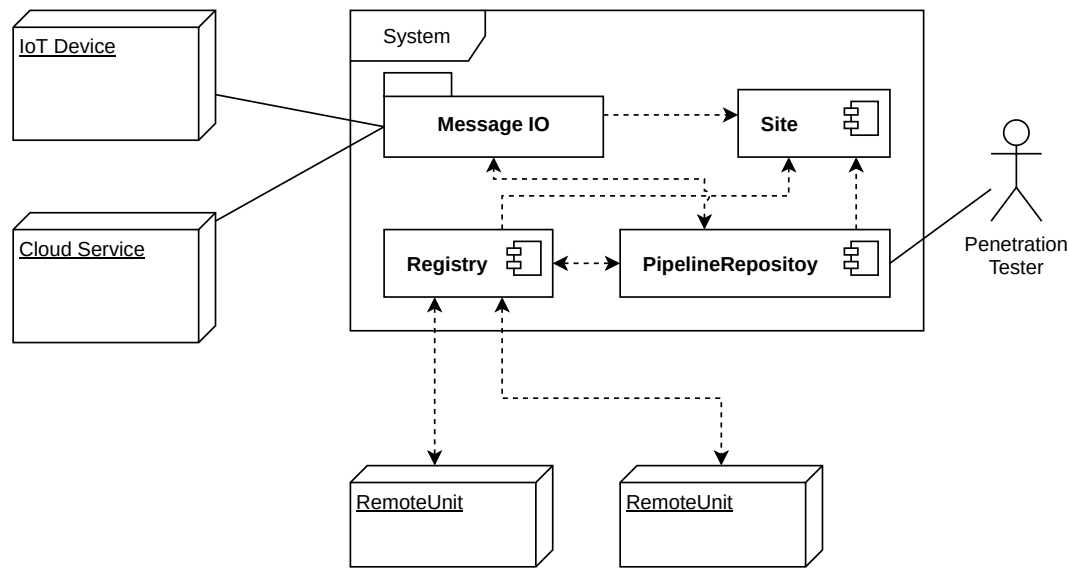 IoT Device
System
Message IO
Site
Cloud Service
Registry
PipelineRepositoy
Penetration
Tester
RemoteUnit
RemoteUnit